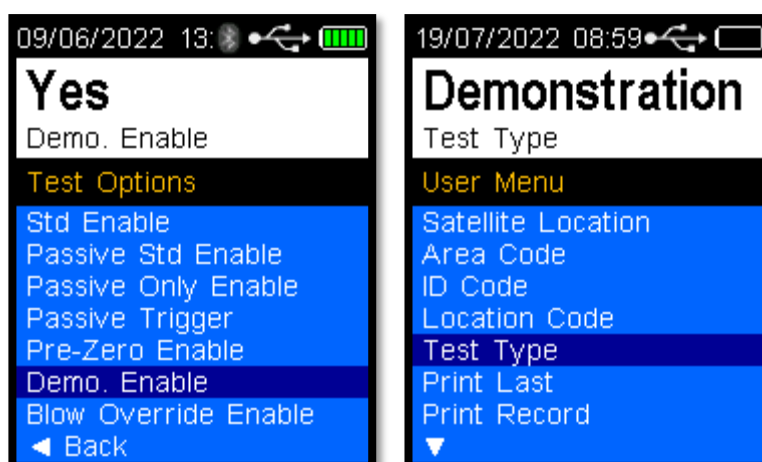 09/06/2022 13:
Yes
Demo. Enable
Test Options
Std Enable
Passive Std Enable
Passive Only Enable
Passive Trigger
Pre-Zero Enable
Demo. Enable
Blow Override Enable
◄ Back
19/07/2022 08:59
Demonstration
Test Type
User Menu
Satellite Location
Area Code
ID Code
Location Code
Test Type
Print Last
Print Record
▼